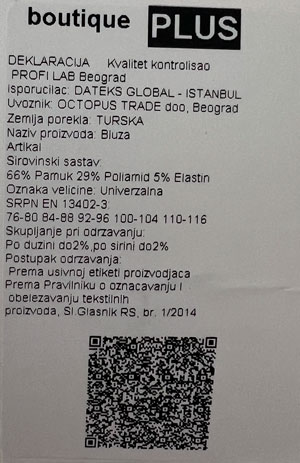 boutique PLUS
DEKLARACIJA Kvalitet kontrolisao
PROFI LAB Beograd
isporucilac: DATEKS GLOBAL - ISTANBUL
Uvoznik: OCTOPUS TRADE doo, Beograd
Zemlja porekla: TURSKA
Naziv proizvoda: Bluza
Artikal
Sirovinski sastav:
66% Pamuk 29% Poliamid 5% Elastin
Oznaka velicine: Univerzalna
SRPN EN 13402-3:
76-80 84-88 92-96 100-104 110-116
Skupljanje pri odrzavanju:
Po duzini do2% ,po sirini do2%
Postupak odrzavanja:
Prema usivnoj etiketi proizvodjaca
Prema Pravilniku o oznacavanju I
obelezavanju tekstilnih
proizvoda, Sl.Glasnik RS, br. 1/2014